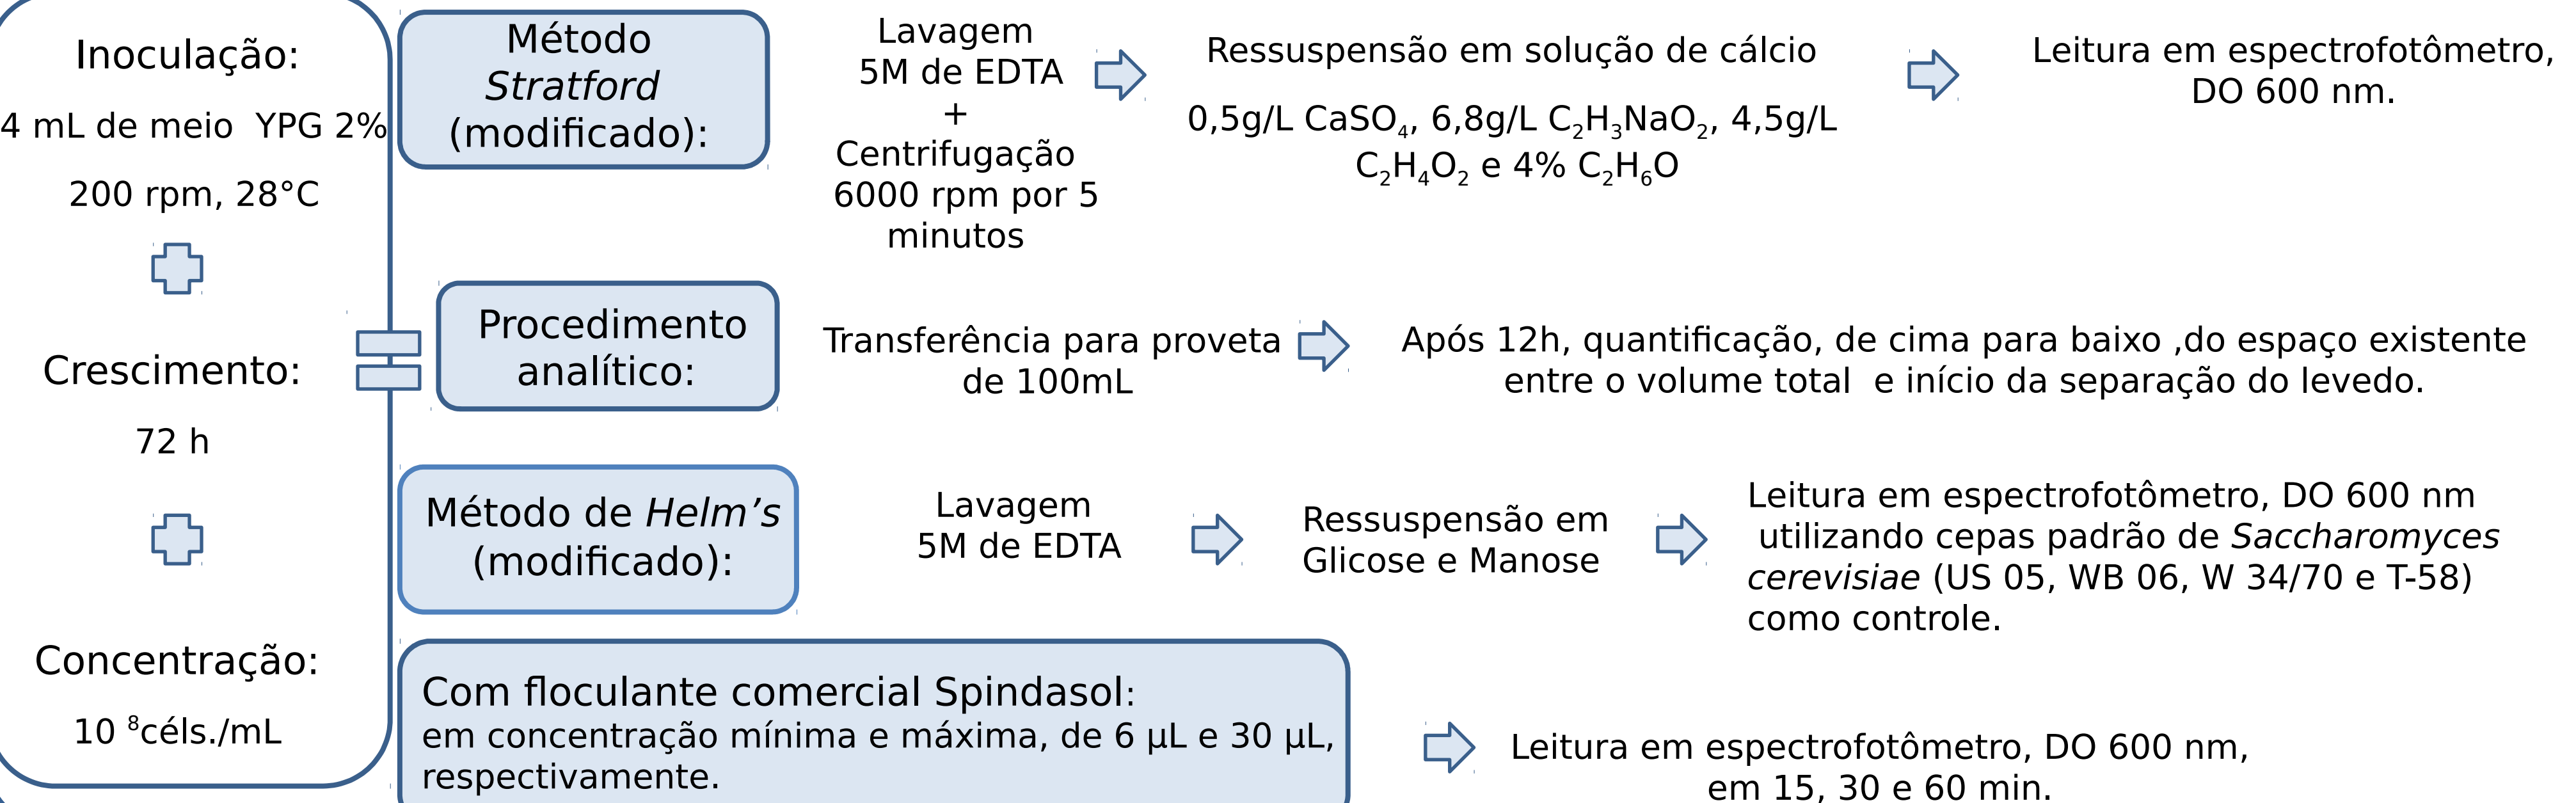 Inoculação:
4 mL de meio  YPG 2%
200 rpm, 28°C
Crescimento:
72 h
Concentração:
10 ⁸céls./mL
Método
Stratford
(modificado):
Lavagem
5M de EDTA
+
Centrifugação
6000 rpm por 5
minutos
Ressuspensão em solução de cálcio
0,5g/L CaSO₄, 6,8g/L C₂H₃NaO₂, 4,5g/L
C₂H₄O₂ e 4% C₂H₆O
Leitura em espectrofotômetro,
DO 600 nm.
Procedimento
analítico:
Transferência para proveta
de 100mL
Após 12h, quantificação, de cima para baixo ,do espaço existente
entre o volume total  e início da separação do levedo.
Método de Helm’s
(modificado):
Lavagem
5M de EDTA
Ressuspensão em
Glicose e Manose
Leitura em espectrofotômetro, DO 600 nm
utilizando cepas padrão de Saccharomyces
cerevisiae (US 05, WB 06, W 34/70 e T-58)
como controle.
Com floculante comercial Spindasol:
em concentração mínima e máxima, de 6 µL e 30 µL,
respectivamente.
Leitura em espectrofotômetro, DO 600 nm,
em 15, 30 e 60 min.